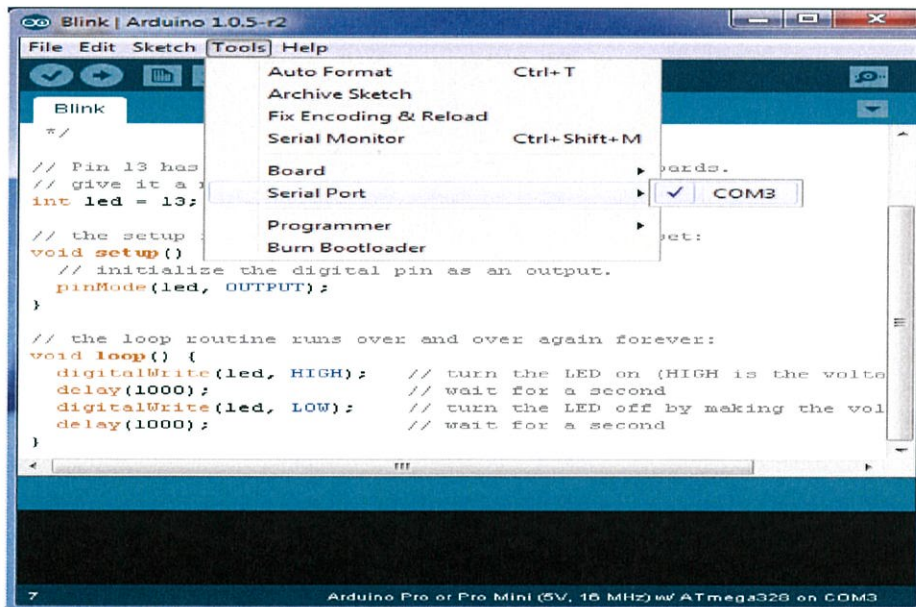 Blink | Arduino 1.0.5-r2
File Edit Sketch Tools Help
Auto Format Ctrl+T
Archive Sketch
Fix Encoding & Reload
Serial Monitor Ctrl+Shift+M
Board
Serial Port ✓ COM3
Programmer
Burn Bootloader
Blink
*/
// Pin 13 has ards.
// give it a
int led = 13;
// the setup et:
void setup()
// initialize the digital pin as an output.
pinMode(led, OUTPUT);
}
// the loop routine runs over and over again forever:
void loop() {
digitalWrite(led, HIGH); // turn the LED on (HIGH is the volta
delay(1000); // wait for a second
digitalWrite(led, LOW); // turn the LED off by making the vol
delay(1000); // wait for a second
}
7 Arduino Pro or Pro Mini (5V, 16 MHz) w/ ATmega328 on COM3